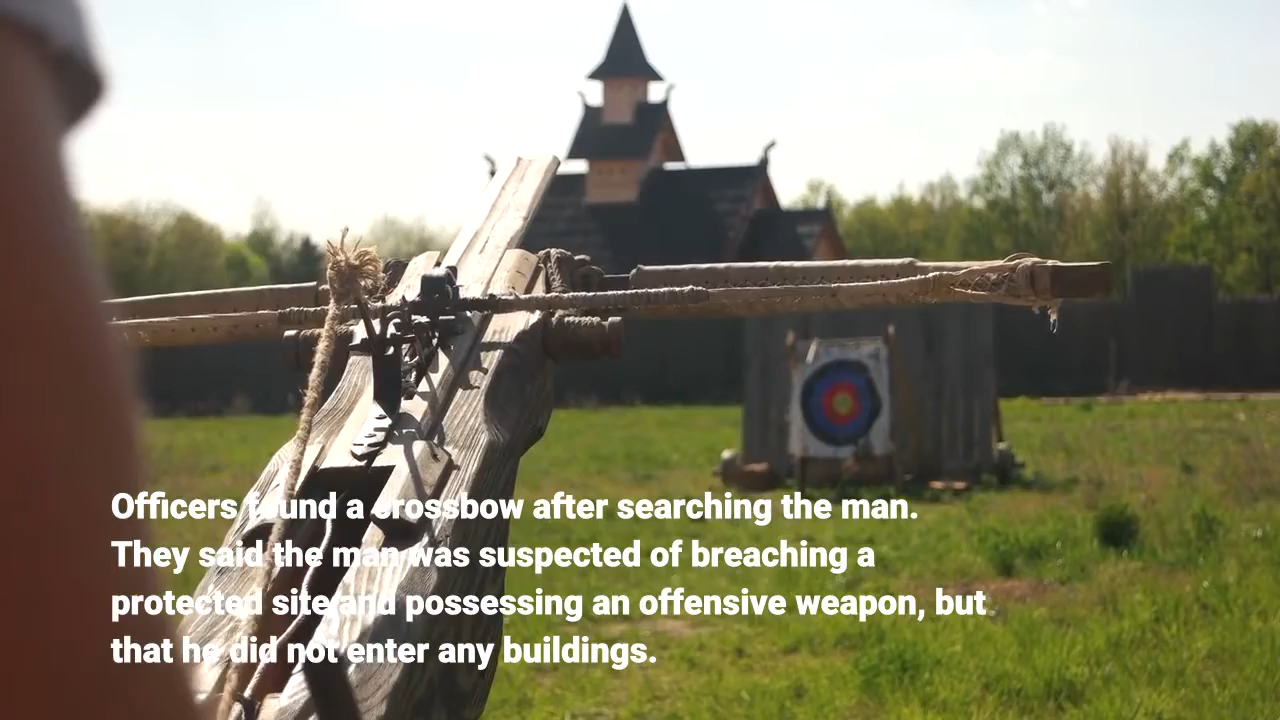 Officers found a crossbow after searching the man.
They said the man was suspected of breaching a
protected site and possessing an offensive weapon, but
that he did not enter any buildings.